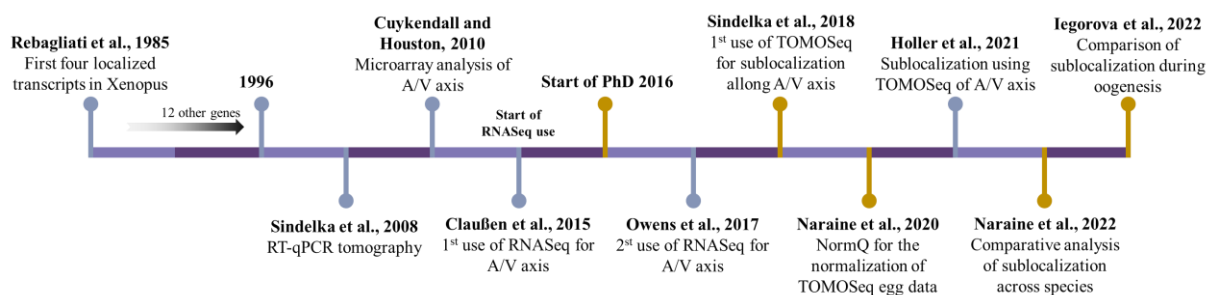 Rebagliati et al., 1985
First four localized
transcripts in Xenopus
12 other genes
1996
Sindelka et al., 2008
RT-qPCR tomography
Cuykendall and
Houston, 2010
Microarray analysis of
A/V axis
Start of
RNASeq use
Claußen et al., 2015
1st use of RNASeq for
A/V axis
Start of PhD 2016
Owens et al., 2017
2st use of RNASeq for
A/V axis
Sindelka et al., 2018
1st use of TOMOSeq
for sublocalization
allong A/V axis
Naraine et al., 2020
NormQ for the
normalization of
TOMOSeq egg data
Holler et al., 2021
Sublocalization using
TOMOSeq of A/V axis
Naraine et al., 2022
Comparative analysis
of sublocalization
across species
Iegorova et al., 2022
Comparison of
sublocalization during
oogenesis